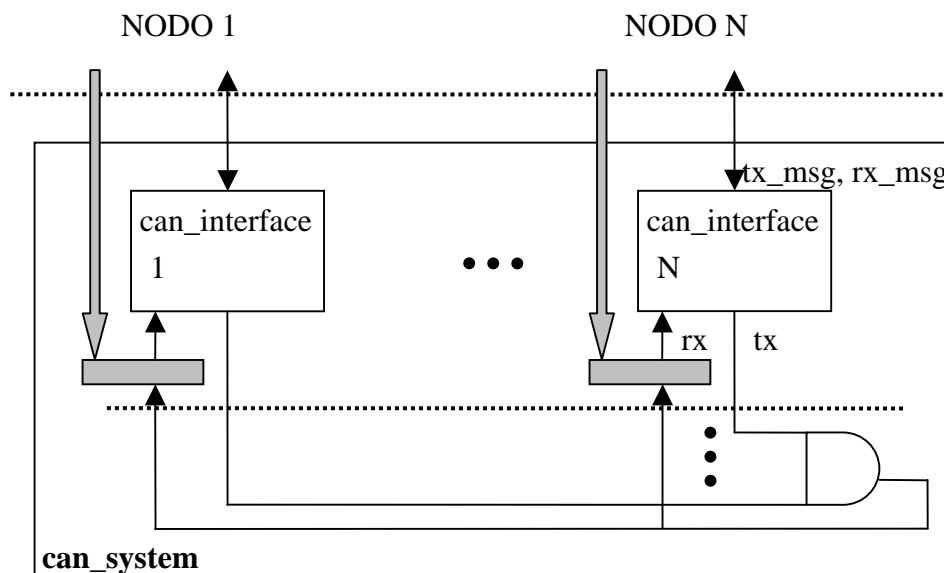 NODO 1
NODO N
tx_msg, rx_msg
can_interface
1
can_interface
N
rx
tx
can_system